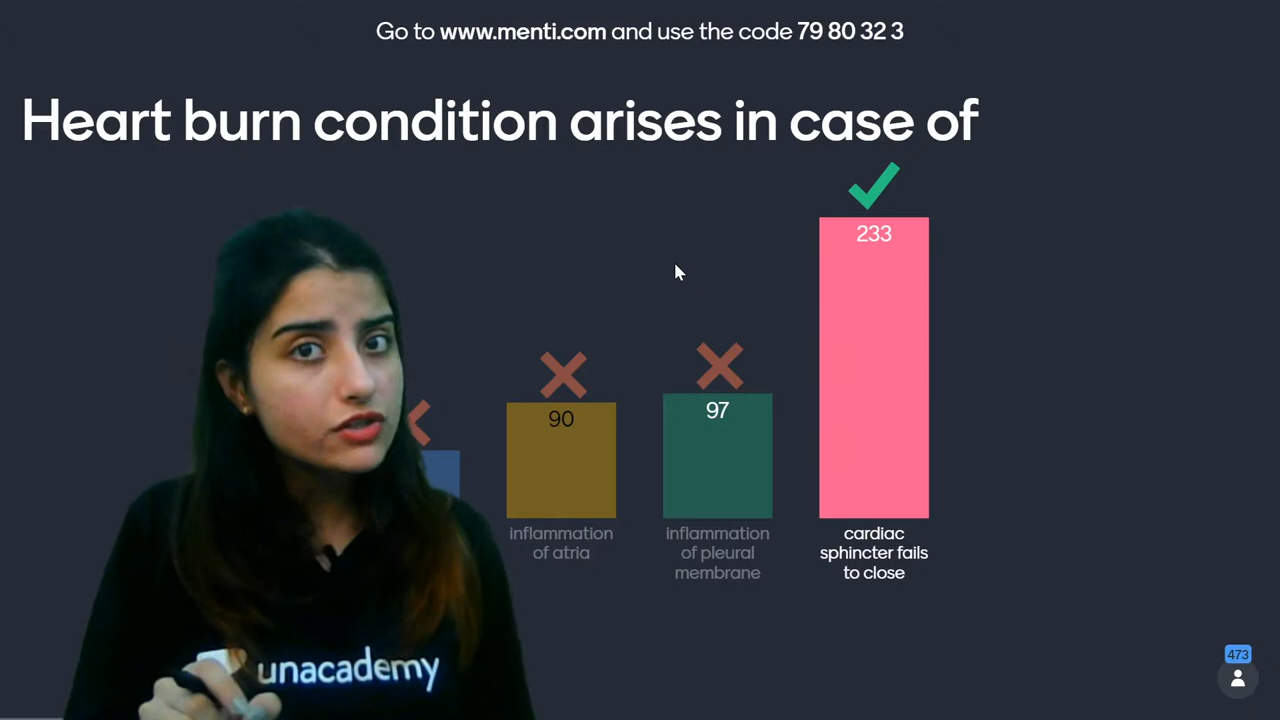 Go to www.menti.com and use the code 79 80 32 3
Heart burn condition arises in case of
233
90
97
inflammation
of atria
inflammation
of pleural
membrane
cardiac
sphincter fails
to close
unacademy
473